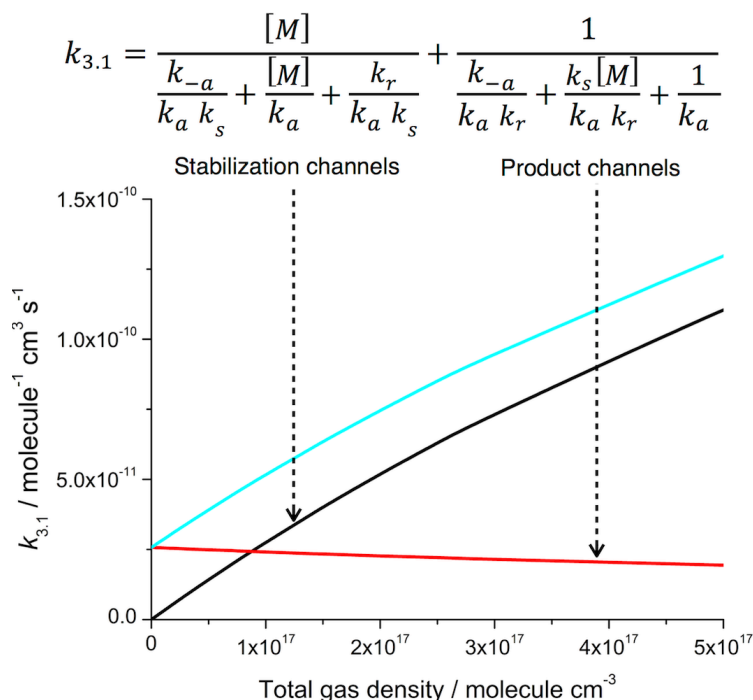 k₃.₁ = [M] / (k₋ₐ / (kₐ kₛ) + [M] / kₐ + kᵣ / (kₐ kₛ)) + 1 / (k₋ₐ / (kₐ kᵣ) + kₛ[M] / (kₐ kᵣ) + 1 / kₐ)
Stabilization channels
Product channels
1.5x10⁻¹⁰
1.0x10⁻¹⁰
5.0x10⁻¹¹
0.0
k₃.₁ / molecule⁻¹ cm³ s⁻¹
0
1x10¹⁷
2x10¹⁷
3x10¹⁷
4x10¹⁷
5x10¹⁷
Total gas density / molecule cm⁻³